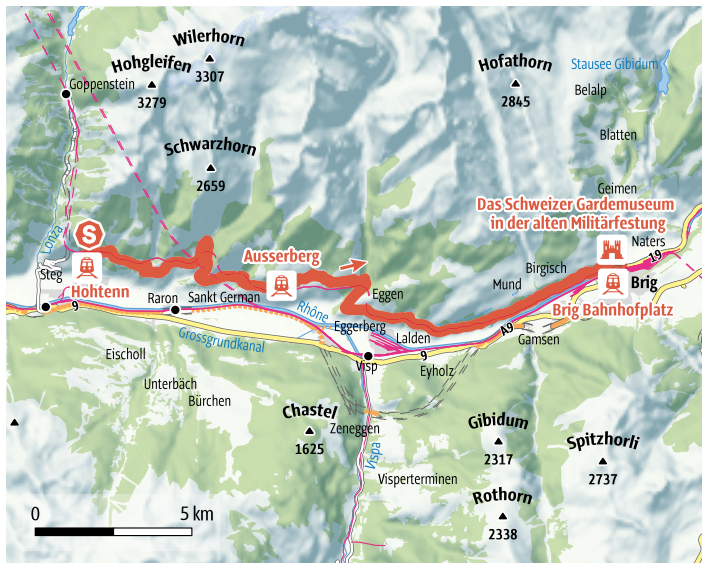 Wilerhorn
3307
Hohgleifen
3279
Goppenstein
Hofathorn
2845
Stausee Gibidum
Belalp
Blatten
Geimen
Schwarzhorn
2659
Das Schweizer Gardemuseum
in der alten Militärfestung
Naters
19
S
Lonza
Steg
Hohtenn
9
Raron
Sankt German
Ausserberg
Eggen
Mund
Birgisch
Brig
Brig Bahnhofplatz
Rhône
Eggerberg
Lalden
A9
Gamsen
Grossgrundkanal
9
Visp
Eyholz
Eischoll
Unterbäch
Bürchen
Chastel
1625
Zeneggen
Vispa
Gibidum
2317
Spitzhorli
2737
Visperterminen
Rothorn
2338
0
5 km